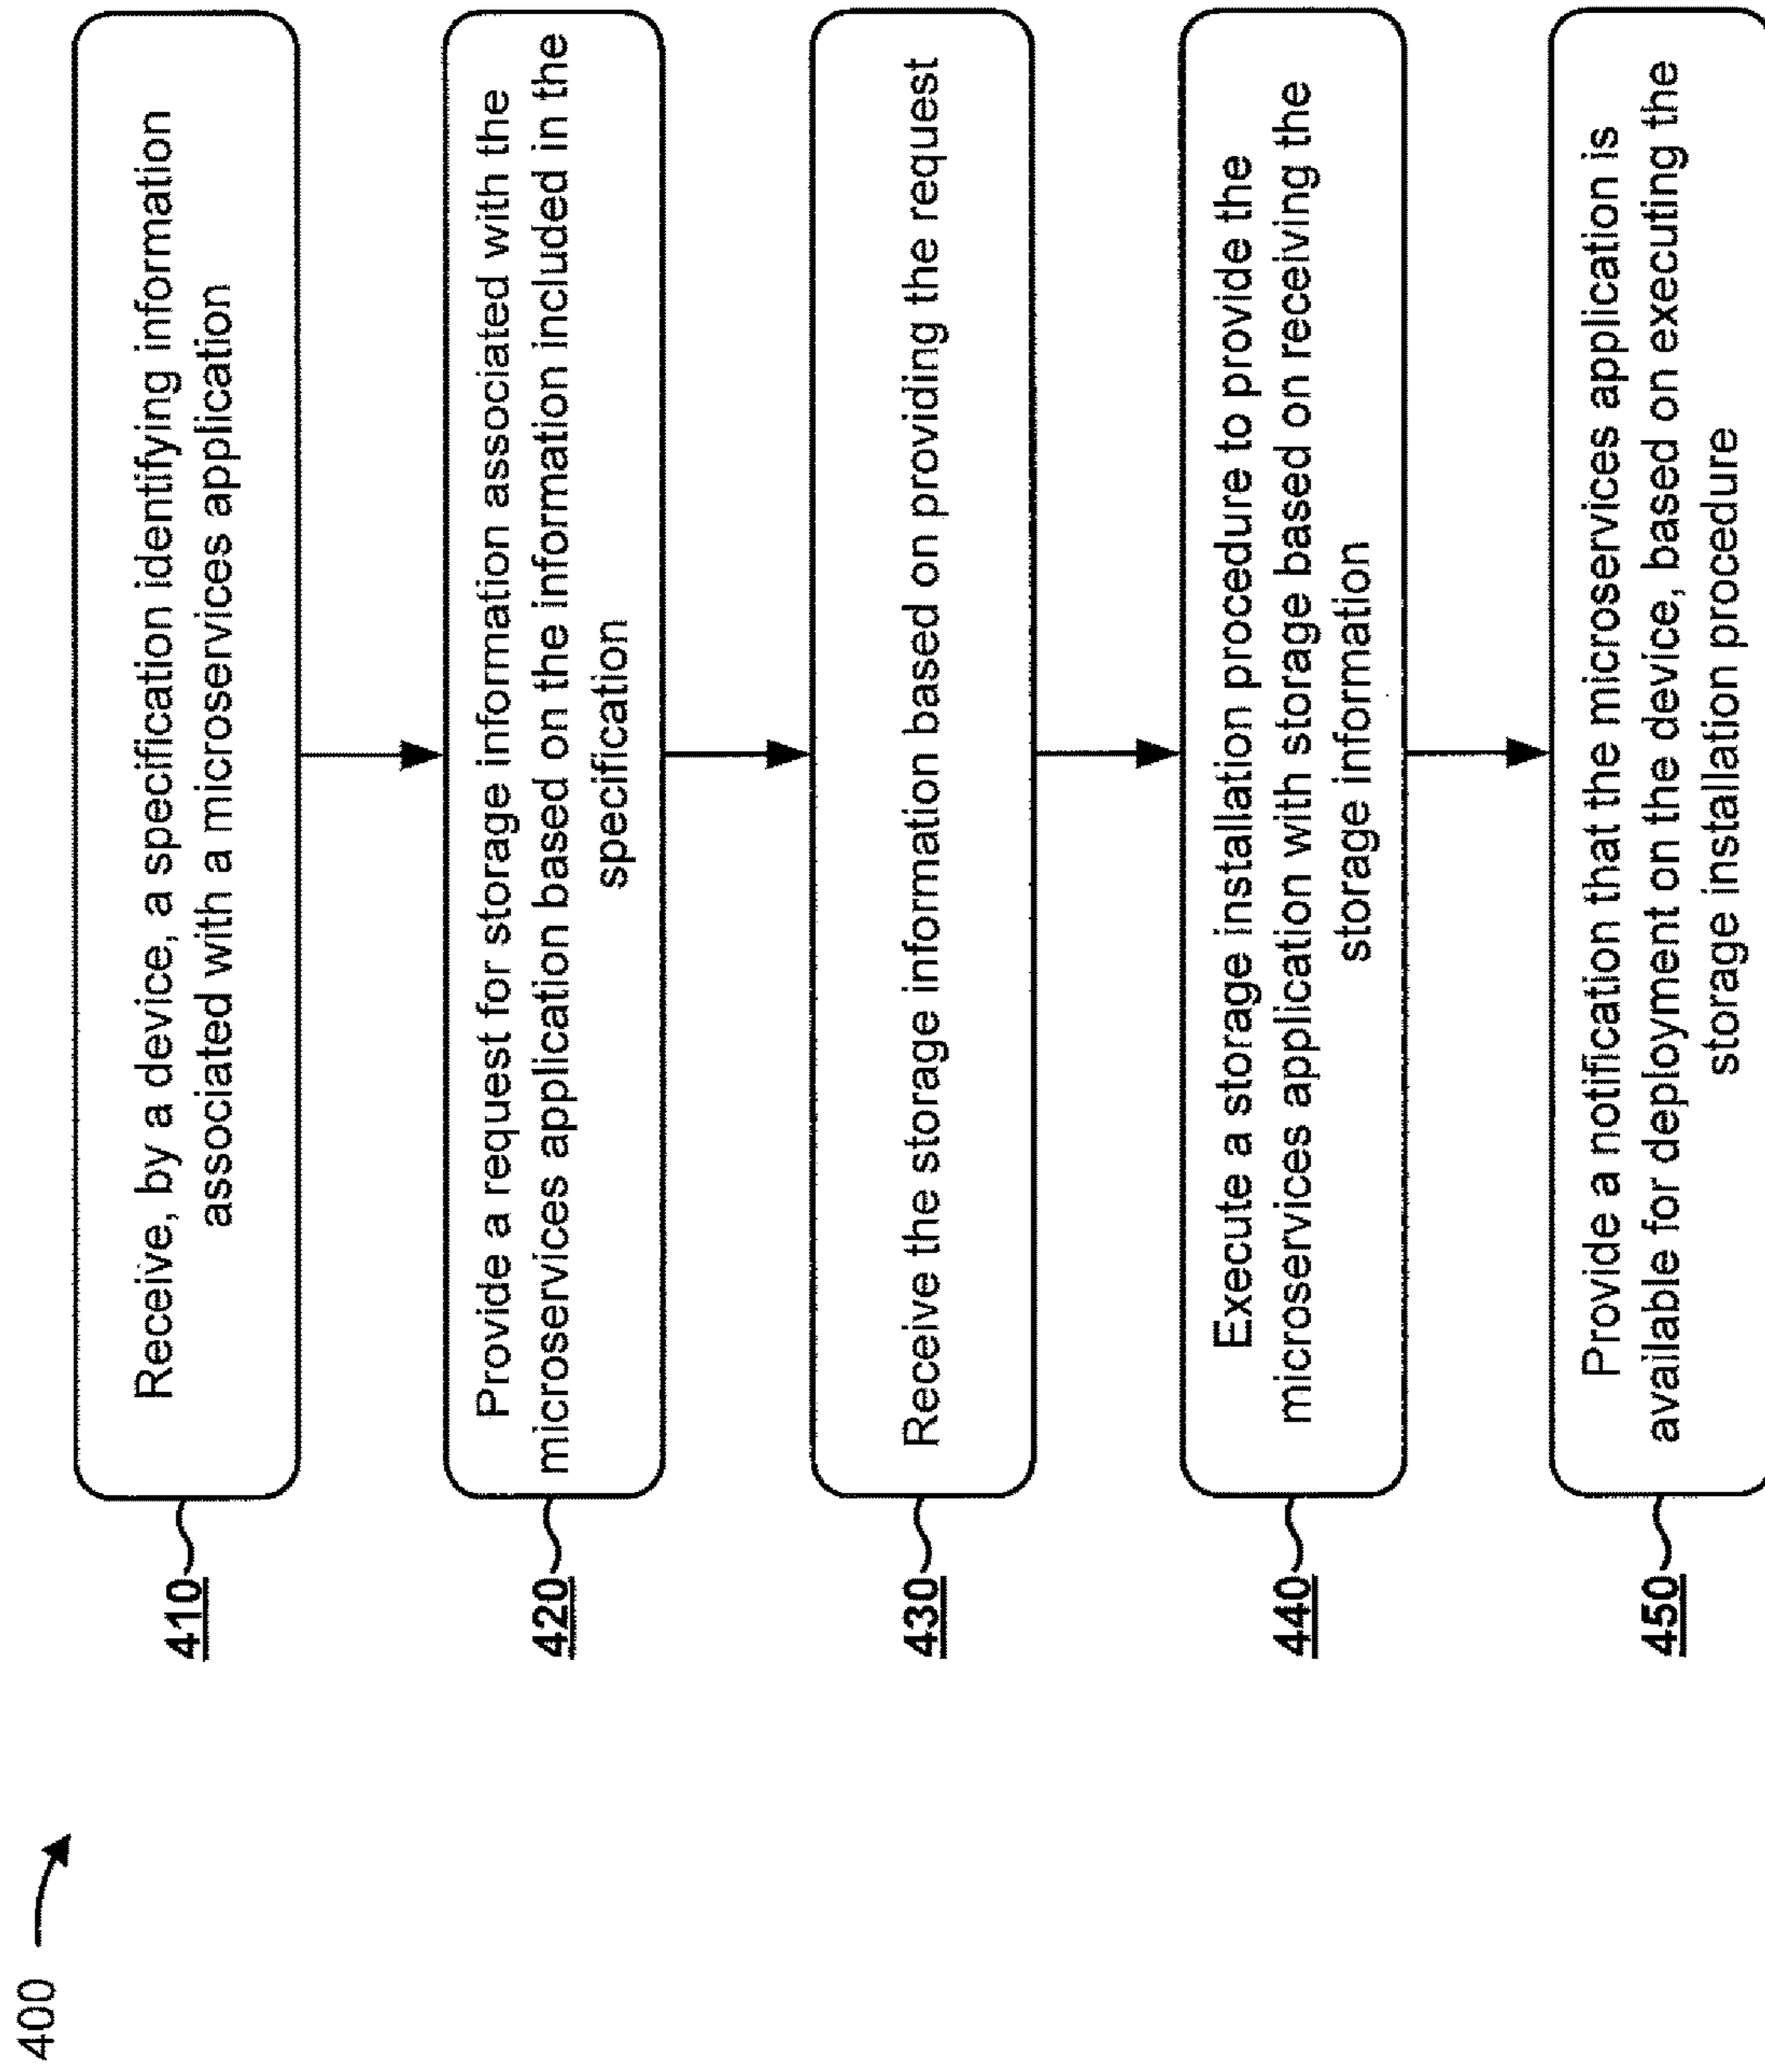 400
410
Receive, by a device, a specification identifying information
associated with a microservices application
420
Provide a request for storage information associated with the
microservices application based on the information included in the
specification
430
Receive the storage information based on providing the request
440
Execute a storage installation procedure to provide the
microservices application with storage based on receiving the
storage information
450
Provide a notification that the microservices application is
available for deployment on the device, based on executing the
storage installation procedure